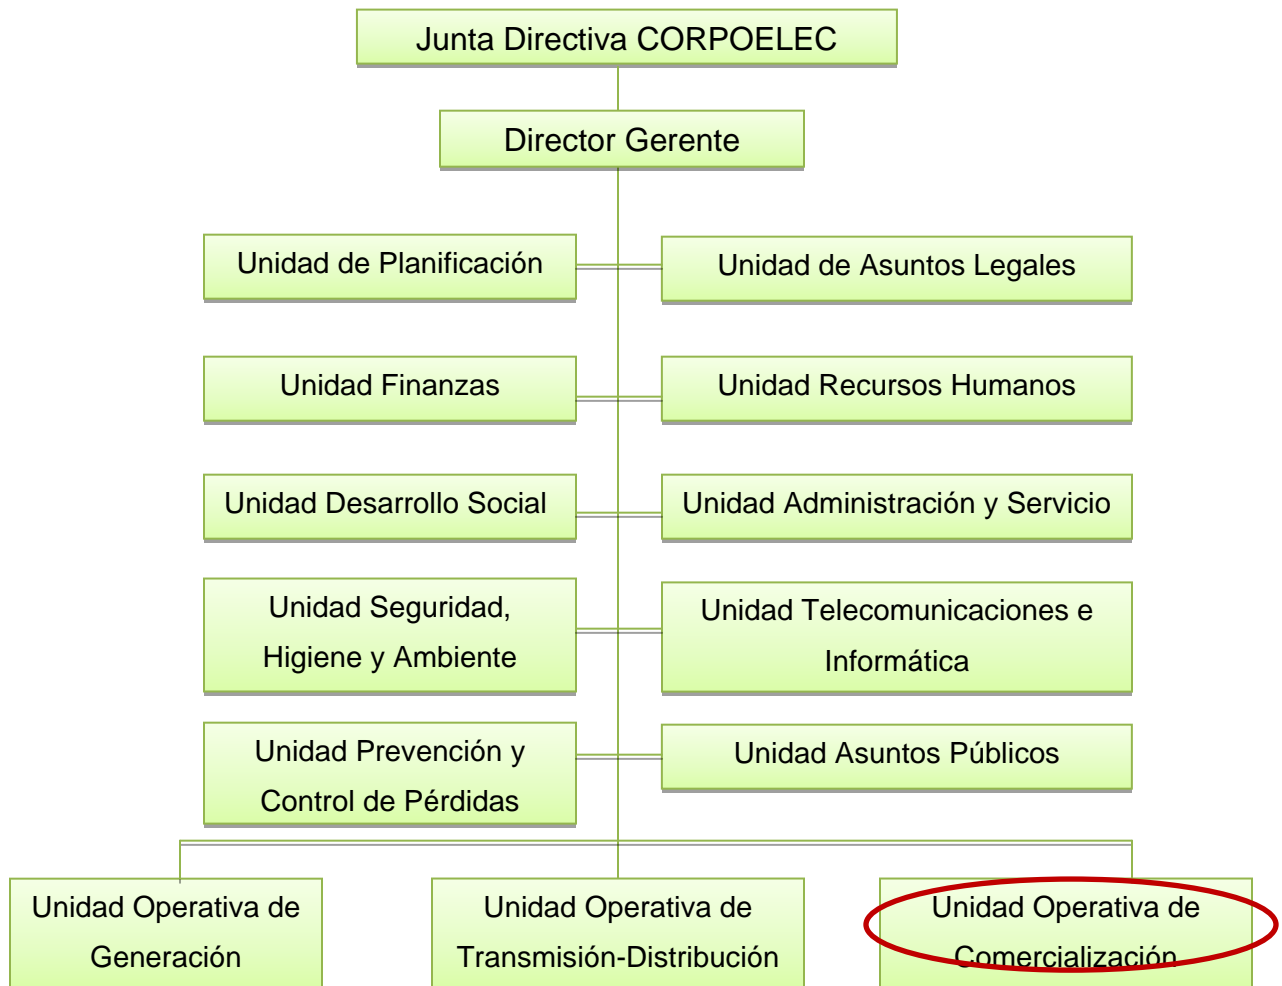 Junta Directiva CORPOELEC
Director Gerente
Unidad de Planificación
Unidad de Asuntos Legales
Unidad Finanzas
Unidad Recursos Humanos
Unidad Desarrollo Social
Unidad Administración y Servicio
Unidad Seguridad,
Higiene y Ambiente
Unidad Telecomunicaciones e
Informática
Unidad Prevención y
Control de Pérdidas
Unidad Asuntos Públicos
Unidad Operativa de
Generación
Unidad Operativa de
Transmisión-Distribución
Unidad Operativa de
Comercialización